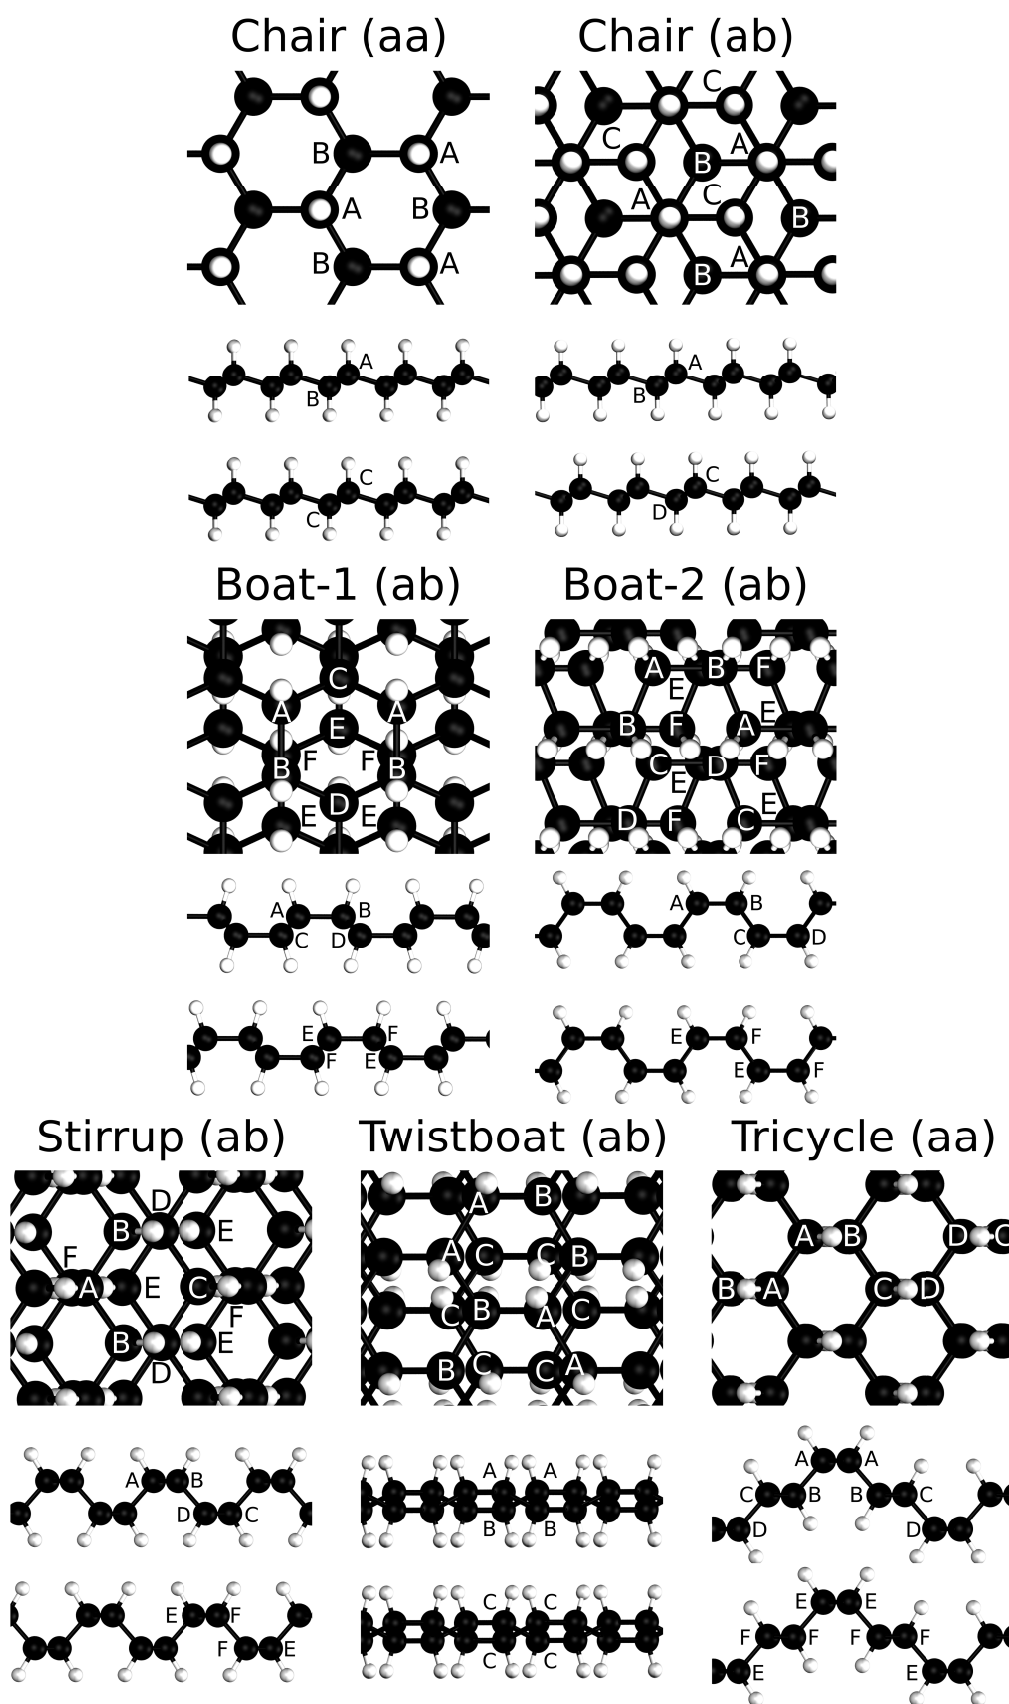 Chair (aa) Chair (ab)
C
B A C B A
A B A C B
B A B A
A A
B B
C C
C D
Boat-1 (ab) Boat-2 (ab)
C A B F
E
A A E
E B F A
F F
B B C D F
E
D E
E E D F C
A B A B
C D C D
E F E F
F E E F
Stirrup (ab) Twistboat (ab) Tricycle (aa)
D A B
B E A B D C
F A C C B
A E C B A C D
F C B A C
B E
D B C C A
A B A A A A
C B B C
D C B B D D
E E
E F C C F F F F
F E C C E E